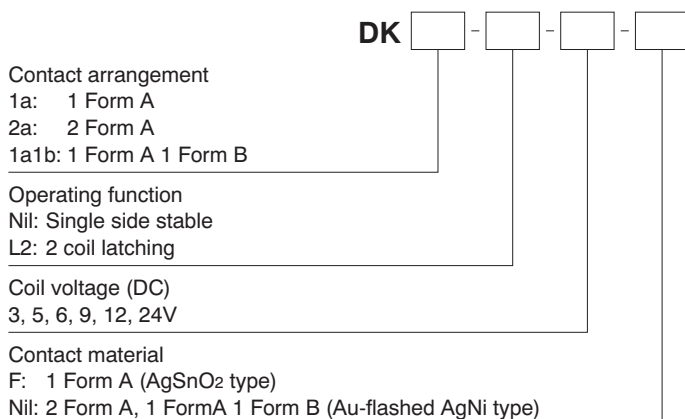 DK - - -
Contact arrangement
1a: 1 Form A
2a: 2 Form A
1a1b: 1 Form A 1 Form B
Operating function
Nil: Single side stable
L2: 2 coil latching
Coil voltage (DC)
3, 5, 6, 9, 12, 24V
Contact material
F: 1 Form A (AgSnO2 type)
Nil: 2 Form A, 1 FormA 1 Form B (Au-flashed AgNi type)